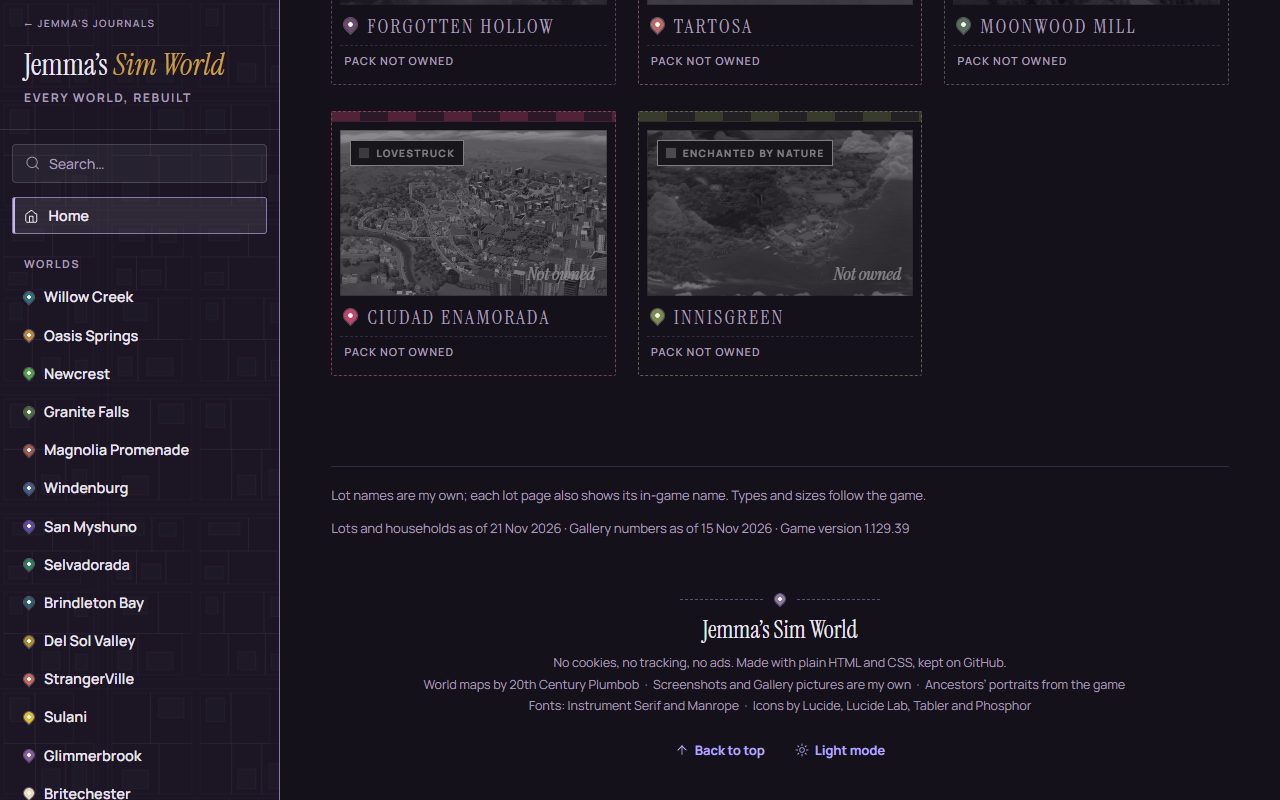 ← JEMMA'S JOURNALS
Jemma's Sim World
EVERY WORLD, REBUILT
Search...
Home
WORLDS
Willow Creek
Oasis Springs
Newcrest
Granite Falls
Magnolia Promenade
Windenburg
San Myshuno
Selvadorada
Brindleton Bay
Del Sol Valley
StrangerVille
Sulani
Glimmerbrook
Britechester
FORGOTTEN HOLLOW
PACK NOT OWNED
TARTOSA
PACK NOT OWNED
MOONWOOD MILL
PACK NOT OWNED
LOVESTRUCK
Not owned
CIUDAD ENAMORADA
PACK NOT OWNED
ENCHANTED BY NATURE
Not owned
INNISGREEN
PACK NOT OWNED
Lot names are my own; each lot page also shows its in-game name. Types and sizes follow the game.
Lots and households as of 21 Nov 2026 · Gallery numbers as of 15 Nov 2026 · Game version 1.129.39
Jemma's Sim World
No cookies, no tracking, no ads. Made with plain HTML and CSS, kept on GitHub.
World maps by 20th Century Plumbob · Screenshots and Gallery pictures are my own · Ancestors' portraits from the game
Fonts: Instrument Serif and Manrope · Icons by Lucide, Lucide Lab, Tabler and Phosphor
↑ Back to top
Light mode